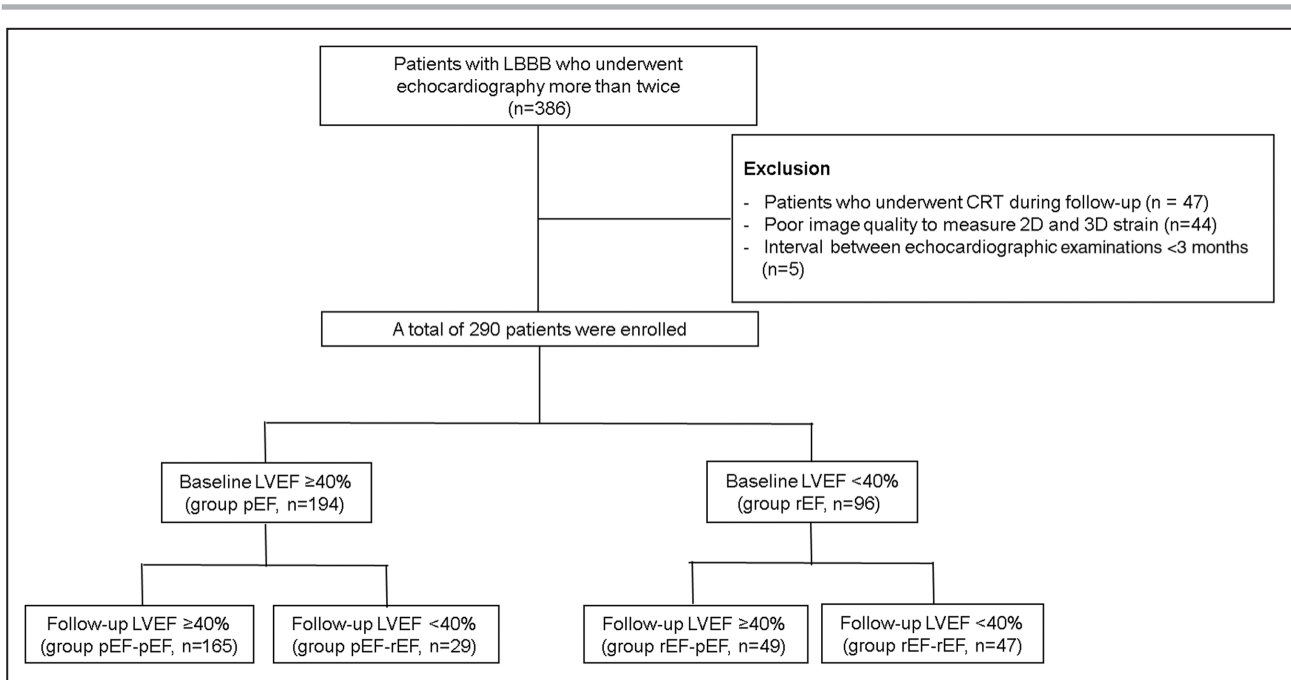 Patients with LBBB who underwent
echocardiography more than twice
(n=386)
Exclusion
- Patients who underwent CRT during follow-up (n = 47)
- Poor image quality to measure 2D and 3D strain (n=44)
- Interval between echocardiographic examinations <3 months
(n=5)
A total of 290 patients were enrolled
Baseline LVEF ≥40%
(group pEF, n=194)
Baseline LVEF <40%
(group rEF, n=96)
Follow-up LVEF ≥40%
(group pEF-pEF, n=165)
Follow-up LVEF <40%
(group pEF-rEF, n=29)
Follow-up LVEF ≥40%
(group rEF-pEF, n=49)
Follow-up LVEF <40%
(group rEF-rEF, n=47)